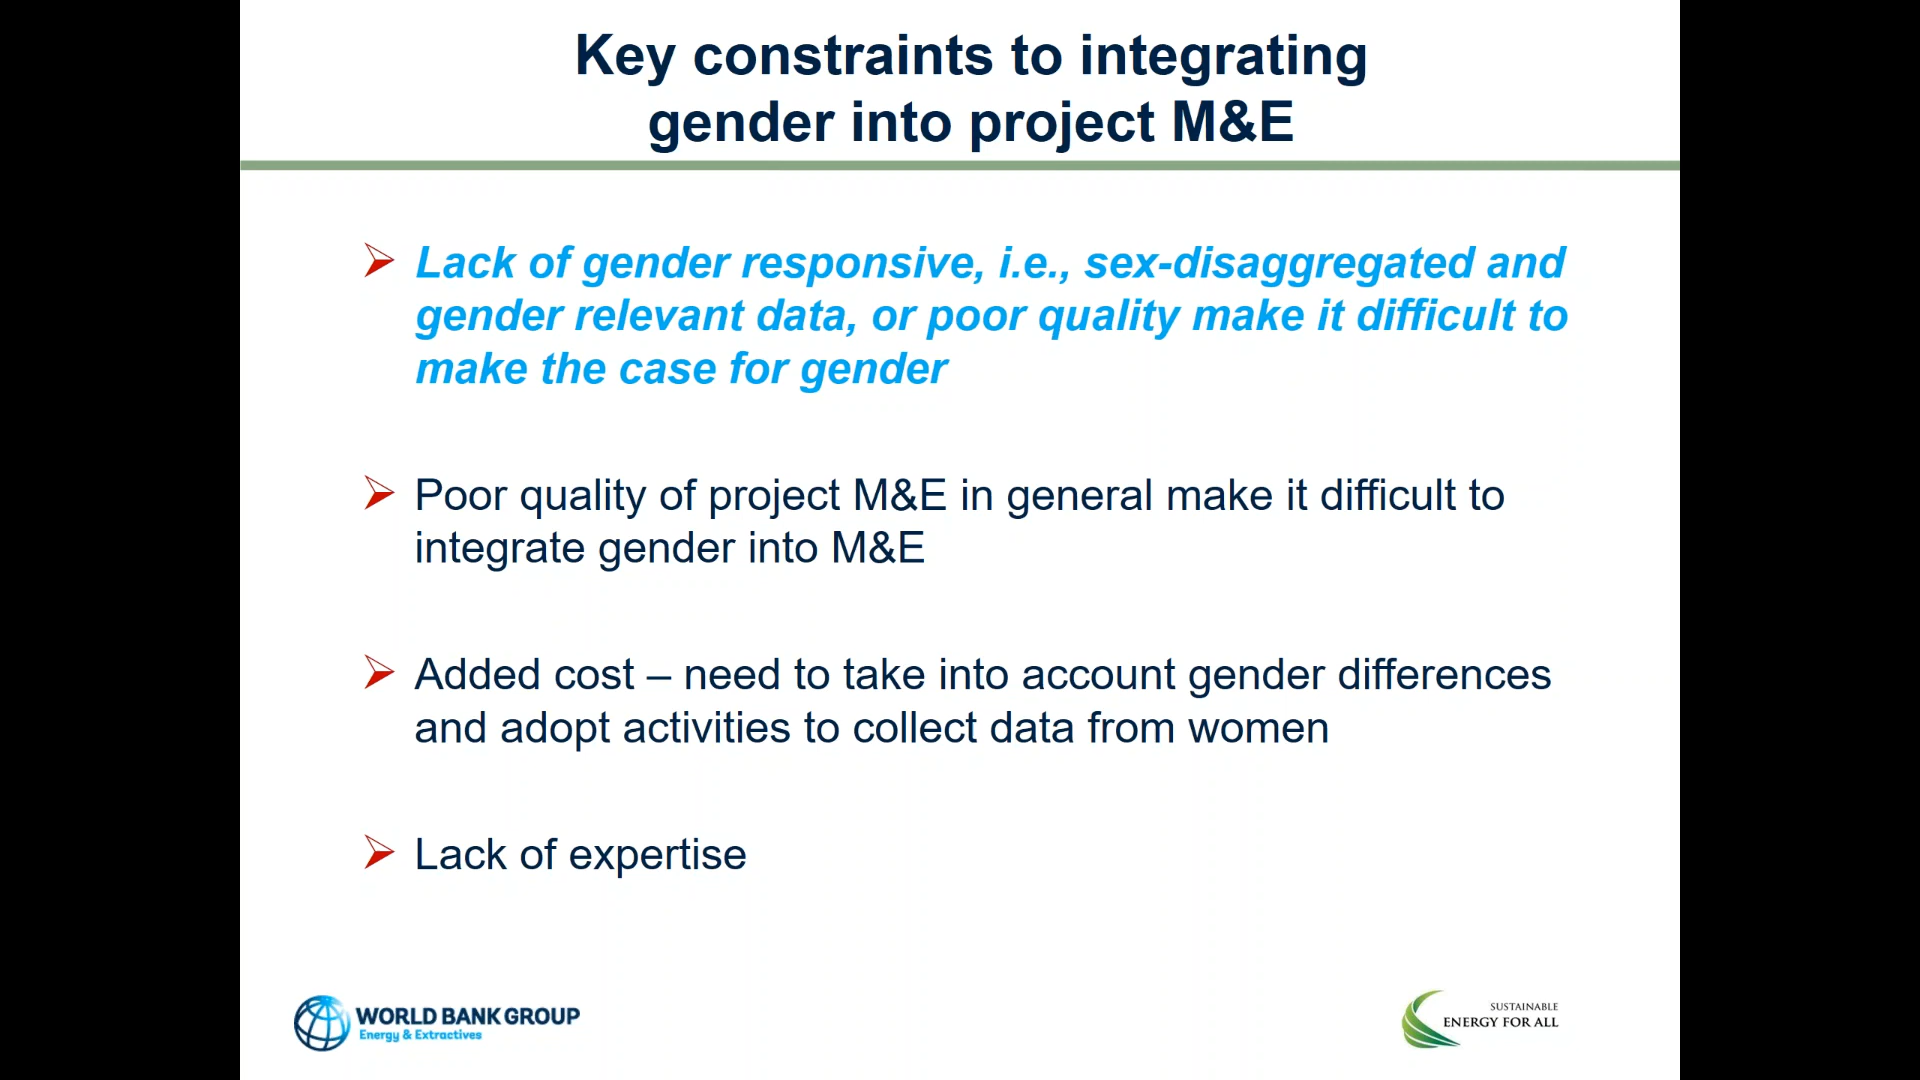 Key constraints to integrating
gender into project M&E
Lack of gender responsive, i.e., sex-disaggregated and
gender relevant data, or poor quality make it difficult to
make the case for gender
Poor quality of project M&E in general make it difficult to
integrate gender into M&E
Added cost – need to take into account gender differences
and adopt activities to collect data from women
Lack of expertise
WORLD BANK GROUP
Energy & Extractives
SUSTAINABLE
ENERGY FOR ALL